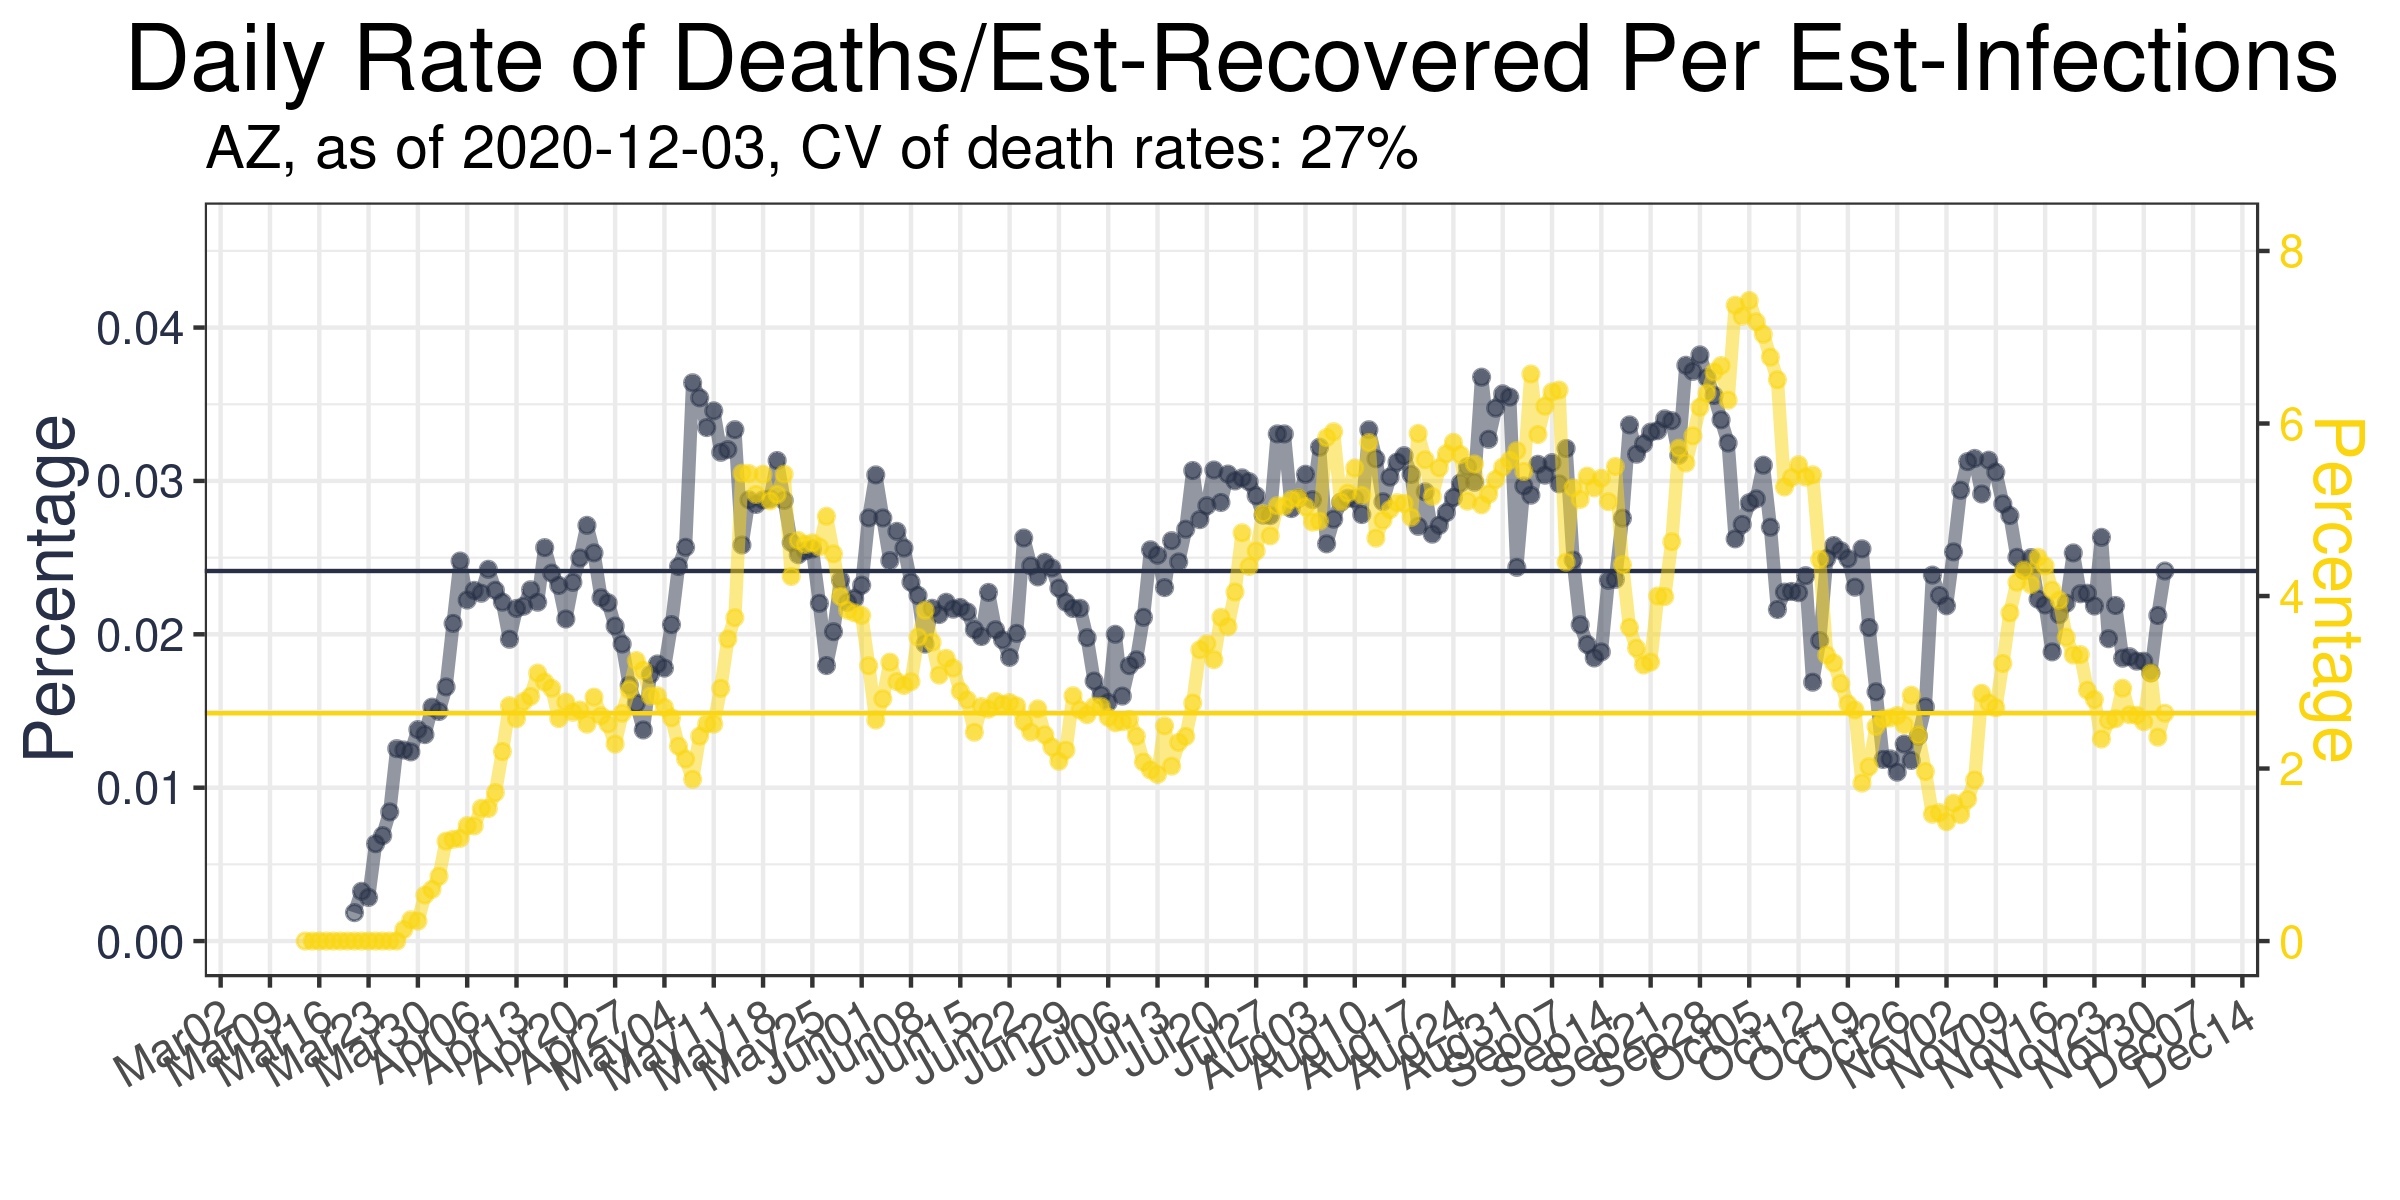 Daily Rate of Deaths/Est-Recovered Per Est-Infections
AZ, as of 2020-12-03, CV of death rates: 27%
Percentage
0.04
0.03
0.02
0.01
0.00
8
6
4
2
0
Percentage
Mar02
Mar09
Mar16
Mar23
Mar30
Apr06
Apr13
Apr20
Apr27
May04
May11
May18
May25
Jun01
Jun08
Jun15
Jun22
Jun29
Jul06
Jul13
Jul20
Jul27
Aug03
Aug10
Aug17
Aug24
Aug31
Sep07
Sep14
Sep21
Sep28
Oct05
Oct12
Oct19
Oct26
Nov02
Nov09
Nov16
Nov23
Nov30
Dec07
Dec14